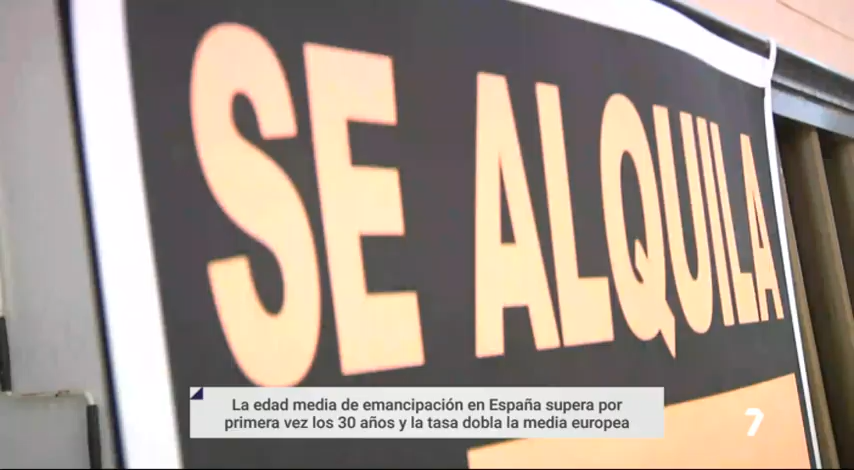 SE ALQUILA
La edad media de emancipación en España supera por
primera vez los 30 años y la tasa dobla la media europea
7